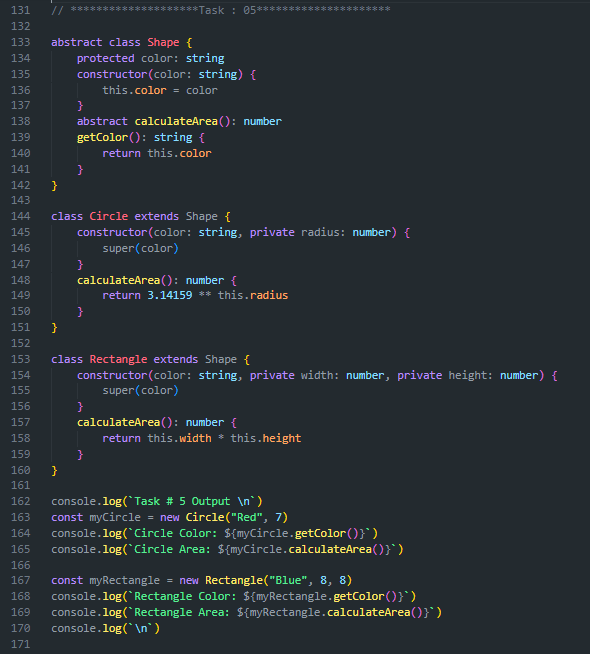 131 // ********************Task : 05*********************
132
133 abstract class Shape {
134     protected color: string
135     constructor(color: string) {
136         this.color = color
137     }
138     abstract calculateArea(): number
139     getColor(): string {
140         return this.color
141     }
142 }
143
144 class Circle extends Shape {
145     constructor(color: string, private radius: number) {
146         super(color)
147     }
148     calculateArea(): number {
149         return 3.14159 ** this.radius
150     }
151 }
152
153 class Rectangle extends Shape {
154     constructor(color: string, private width: number, private height: number) {
155         super(color)
156     }
157     calculateArea(): number {
158         return this.width * this.height
159     }
160 }
161
162 console.log(`Task # 5 Output \n`)
163 const myCircle = new Circle("Red", 7)
164 console.log(`Circle Color: ${myCircle.getColor()}`)
165 console.log(`Circle Area: ${myCircle.calculateArea()}`)
166
167 const myRectangle = new Rectangle("Blue", 8, 8)
168 console.log(`Rectangle Color: ${myRectangle.getColor()}`)
169 console.log(`Rectangle Area: ${myRectangle.calculateArea()}`)
170 console.log(`\n`)
171